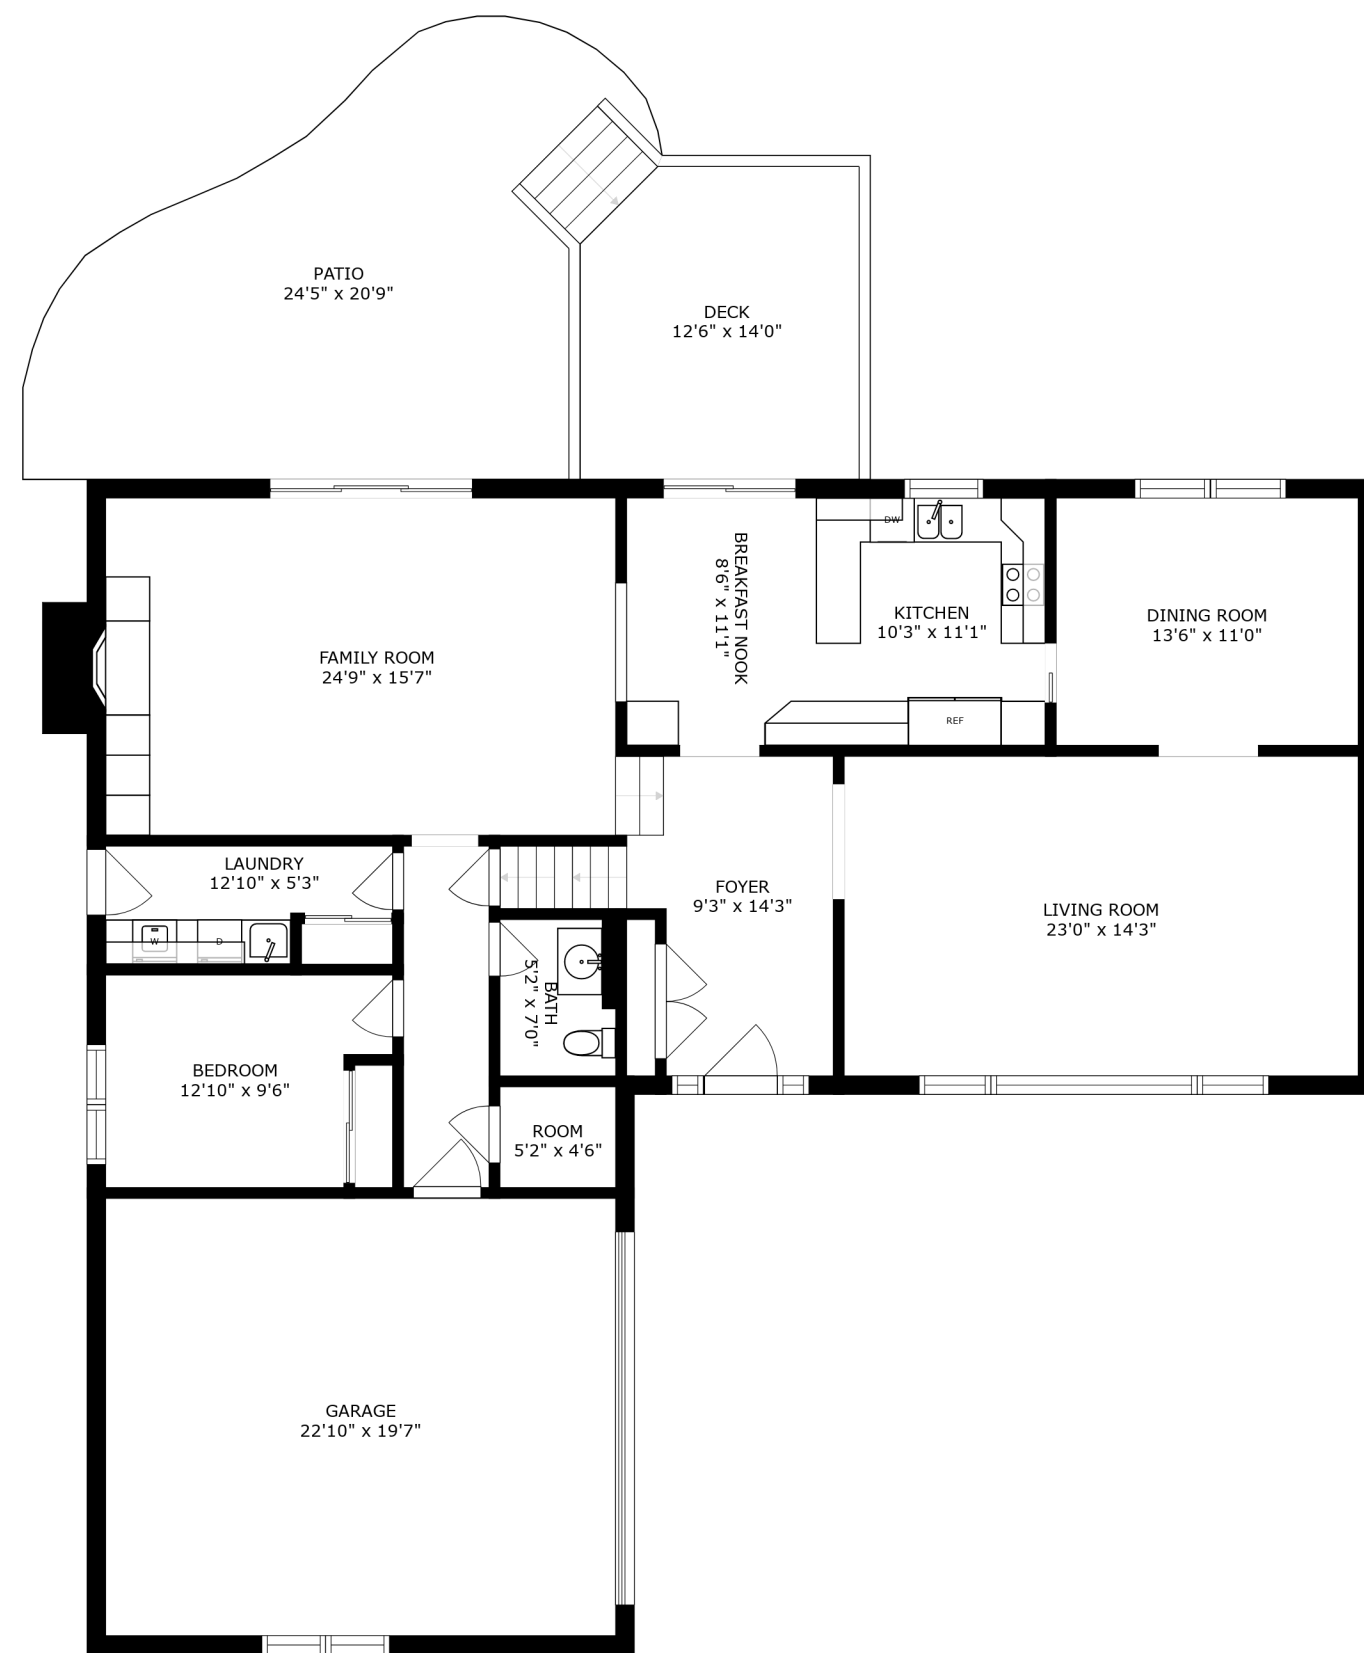 PATIO
24'5" x 20'9"
DECK
12'6" x 14'0"
BREAKFAST NOOK
8'6" x 11'1"
DW
KITCHEN
10'3" x 11'1"
REF
DINING ROOM
13'6" x 11'0"
FAMILY ROOM
24'9" x 15'7"
LAUNDRY
12'10" x 5'3"
W
D
FOYER
9'3" x 14'3"
LIVING ROOM
23'0" x 14'3"
BATH
5'2" x 7'0"
BEDROOM
12'10" x 9'6"
ROOM
5'2" x 4'6"
GARAGE
22'10" x 19'7"